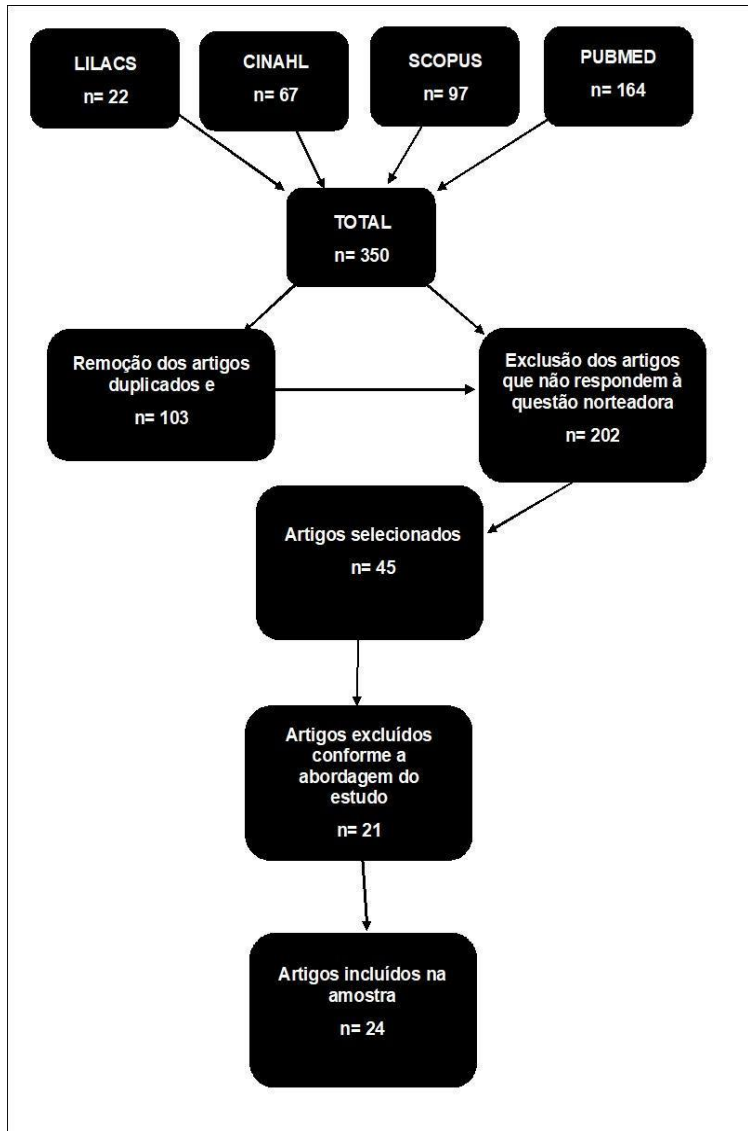 LILACS
n= 22
CINAHL
n= 67
SCOPUS
n= 97
PUBMED
n= 164
TOTAL
n= 350
Remoção dos artigos
duplicados e
n= 103
Exclusão dos artigos
que não respondem à
questão norteadora
n= 202
Artigos selecionados
n= 45
Artigos excluídos
conforme a
abordagem do
estudo
n= 21
Artigos incluídos na
amostra
n= 24